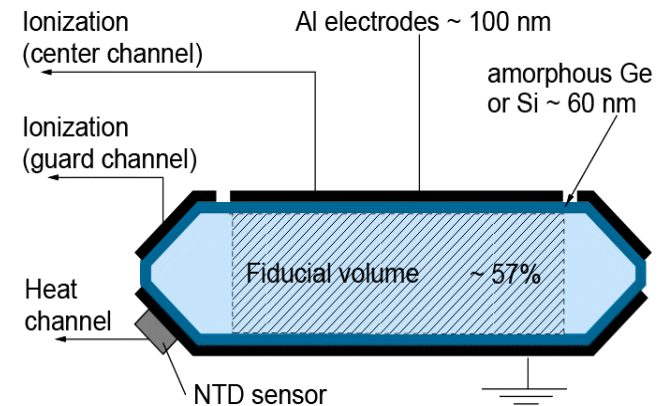 Ionization
(center channel)
Al electrodes ~ 100 nm
amorphous Ge
or Si ~ 60 nm
Ionization
(guard channel)
Fiducial volume ~ 57%
Heat
channel
NTD sensor